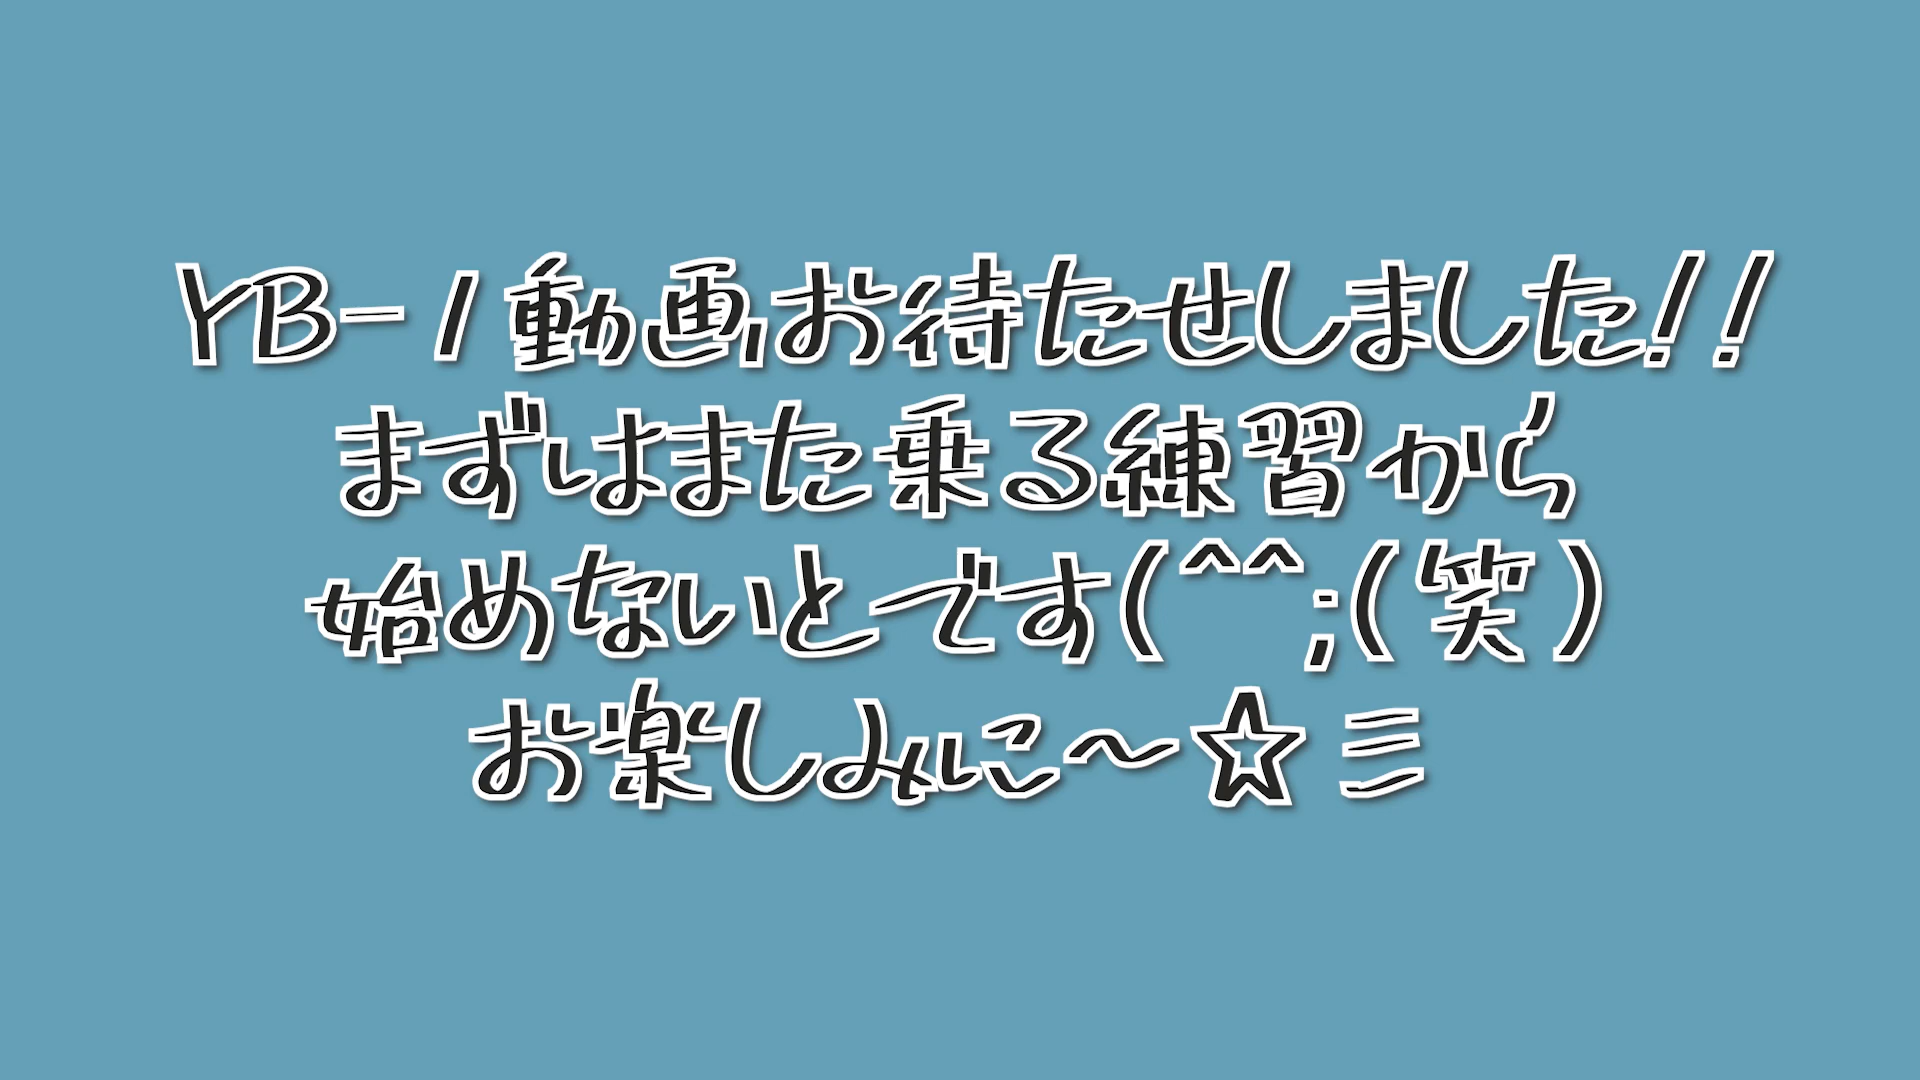 YB-1動画お待たせしました!!
まずはまた乗る練習から
始めないとです(^^;(笑)
お楽しみに〜☆ミ